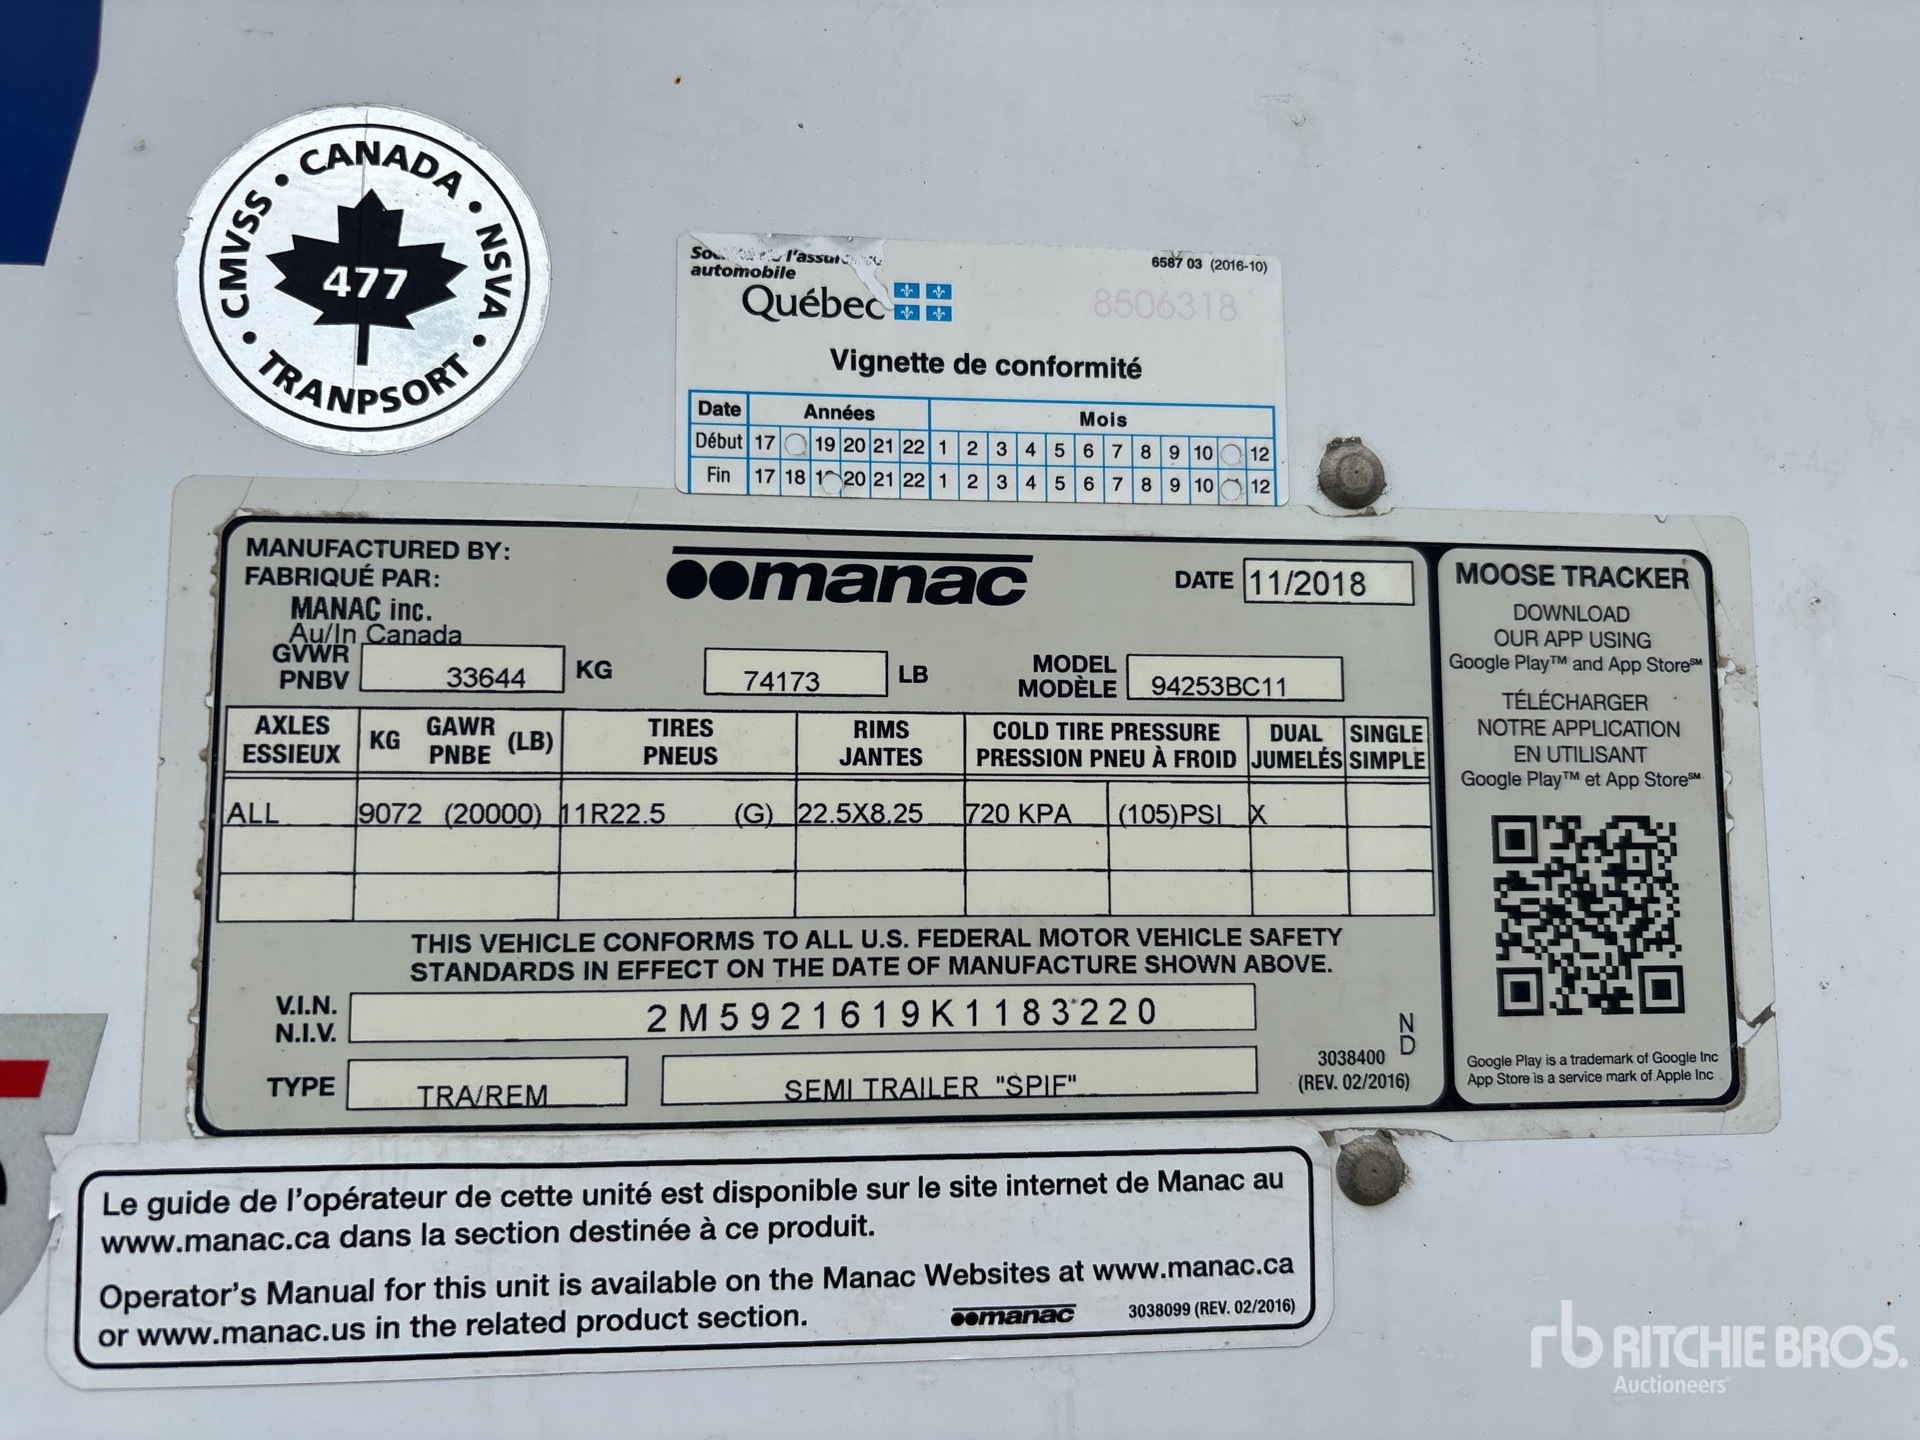 CMVSS • CANADA • NSVA • TRANPSORT •
477
automobile
Québec
6587 03 (2016-10)
8506318
Vignette de conformité
Date Années Mois
Début 17 19 20 21 22 1 2 3 4 5 6 7 8 9 10 12
Fin 17 18 20 21 22 1 2 3 4 5 6 7 8 9 10 12
MANUFACTURED BY:
FABRIQUÉ PAR:
MANAC inc.
Au/In Canada
manac
DATE 11/2018
GVWR
PNBV
33644 KG
74173 LB
MODEL
MODÈLE
94253BC11
AXLES
ESSIEUX
KG GAWR
PNBE (LB)
TIRES
PNEUS
RIMS
JANTES
COLD TIRE PRESSURE
PRESSION PNEU À FROID
DUAL
JUMELÉS
SINGLE
SIMPLE
ALL 9072 (20000) 11R22.5 (G) 22.5X8.25 720 KPA (105)PSI X
THIS VEHICLE CONFORMS TO ALL U.S. FEDERAL MOTOR VEHICLE SAFETY
STANDARDS IN EFFECT ON THE DATE OF MANUFACTURE SHOWN ABOVE.
V.I.N.
N.I.V.
2M5921619K1183220
TYPE TRA/REM SEMI TRAILER "SPIF"
3038400
(REV. 02/2016)
N
D
MOOSE TRACKER
DOWNLOAD
OUR APP USING
Google Play™ and App Store℠
TÉLÉCHARGER
NOTRE APPLICATION
EN UTILISANT
Google Play™ et App Store℠
Google Play is a trademark of Google Inc
App Store is a service mark of Apple Inc
Le guide de l'opérateur de cette unité est disponible sur le site internet de Manac au
www.manac.ca dans la section destinée à ce produit.
Operator's Manual for this unit is available on the Manac Websites at www.manac.ca
or www.manac.us in the related product section.
manac
3038099 (REV. 02/2016)
rb RITCHIE BROS.
Auctioneers